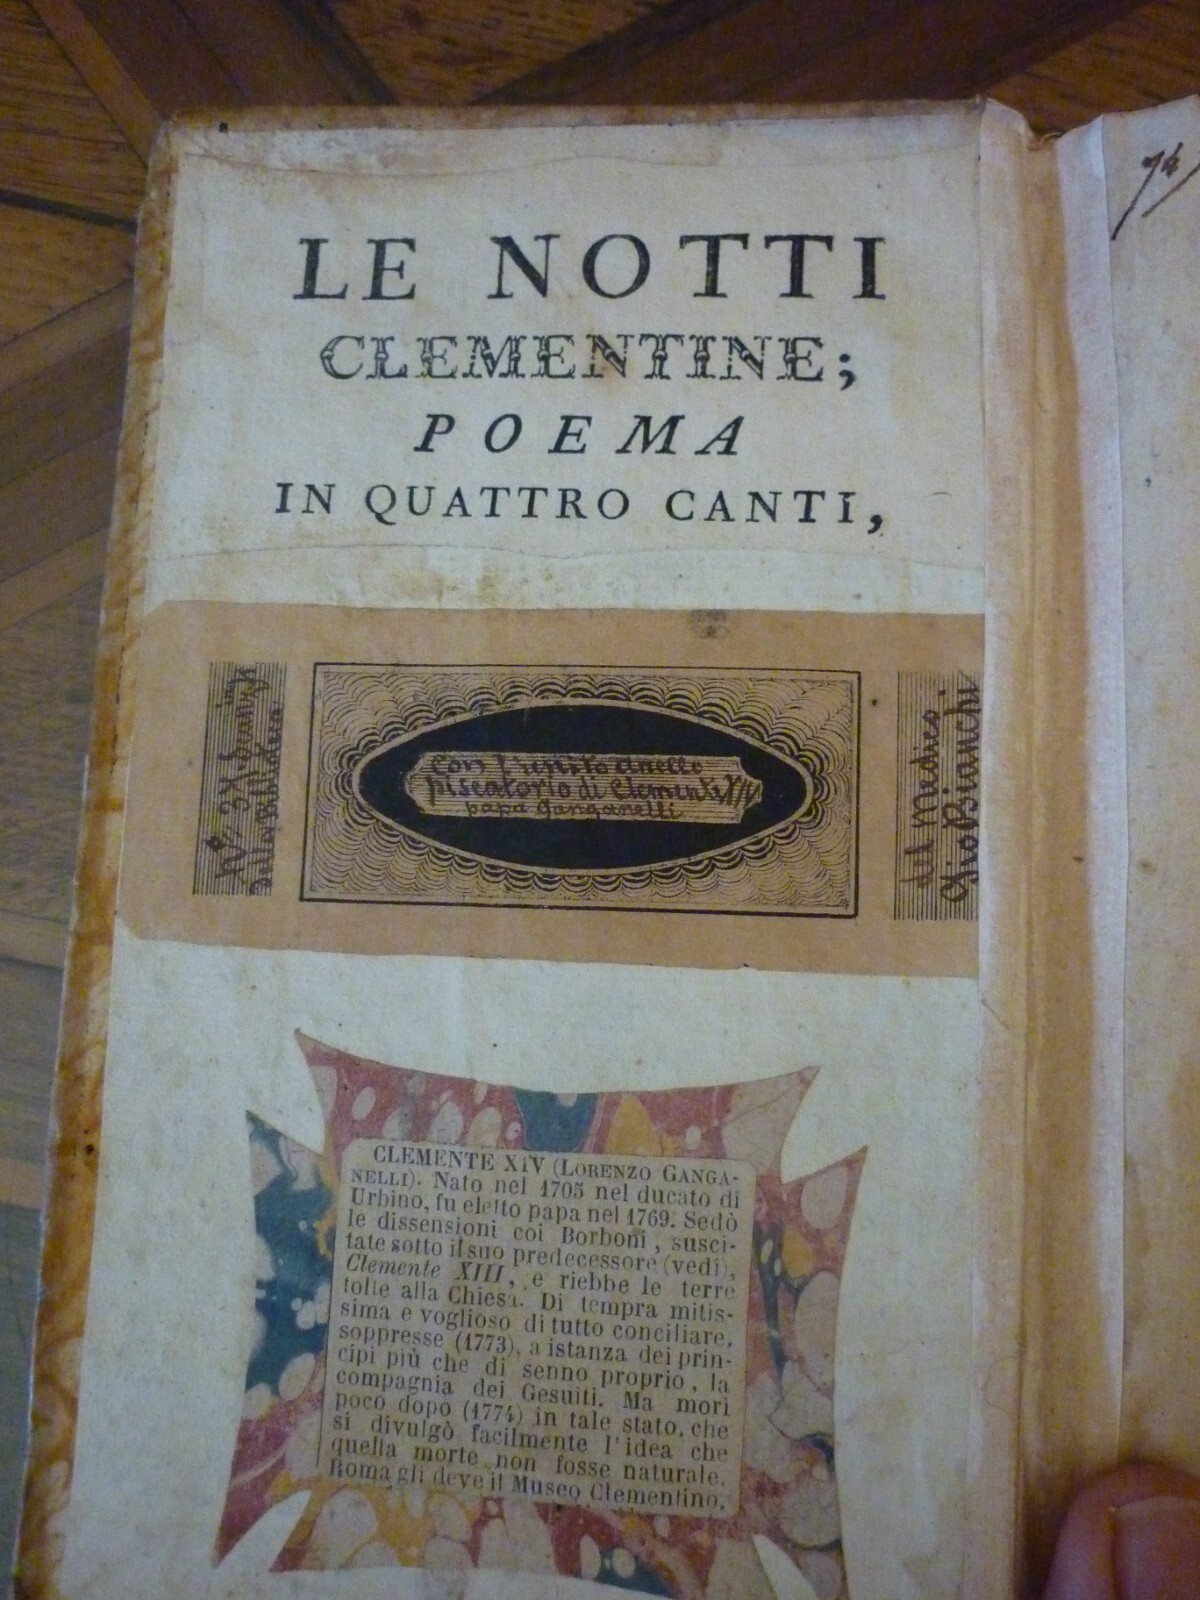 LE NOTTI
CLEMENTINE;
POEMA
IN QUATTRO CANTI,
Con l'unito anello
piscatorio di Clemente XIV
papa Ganganelli
del Medico
Gio Bianchi
CLEMENTE XIV (LORENZO GANGA-
NELLI). Nato nel 1705 nel ducato di
Urbino, fu eletto papa nel 1769. Sedò
le dissensioni coi Borboni, susci-
tate sotto il suo predecessore (vedi),
Clemente XIII, e riebbe le terre
tolte alla Chiesa. Di tempra mitis-
sima e voglioso di tutto conciliare,
soppresse (1773), a istanza dei prin-
cipi più che di senno proprio, la
compagnia dei Gesuiti. Ma morì
poco dopo (1774) in tale stato, che
si divulgò facilmente l'idea che
quella morte non fosse naturale.
Roma gli deve il Museo Clementino.